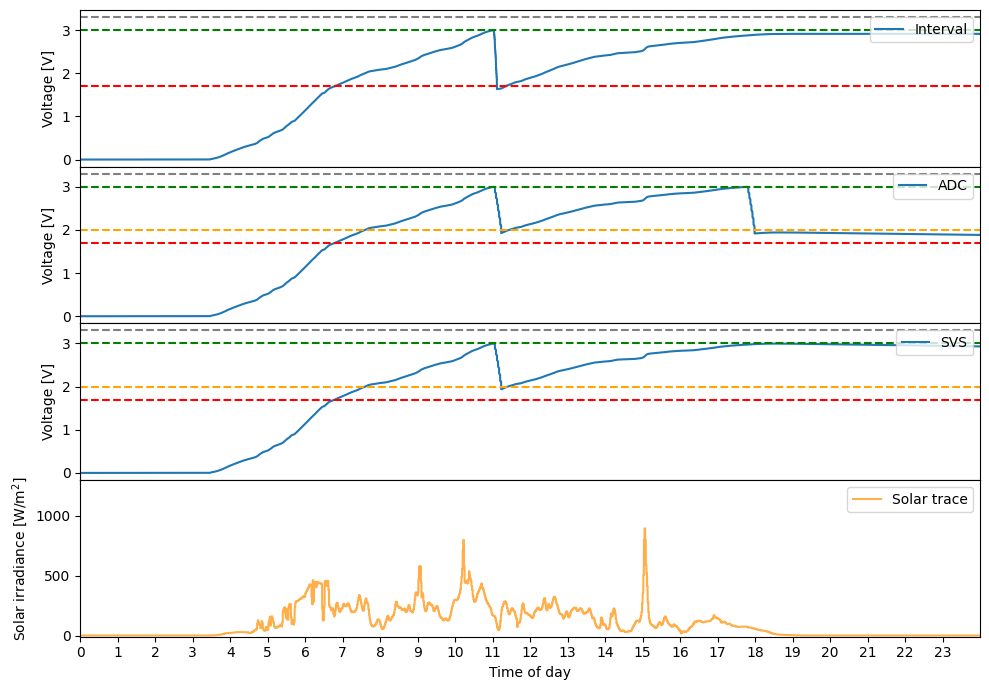 Voltage [V]
3
2
1
0
Interval
Voltage [V]
3
2
1
0
ADC
Voltage [V]
3
2
1
0
SVS
Solar irradiance [W/m²]
1000
500
0
Solar trace
0 1 2 3 4 5 6 7 8 9 10 11 12 13 14 15 16 17 18 19 20 21 22 23
Time of day